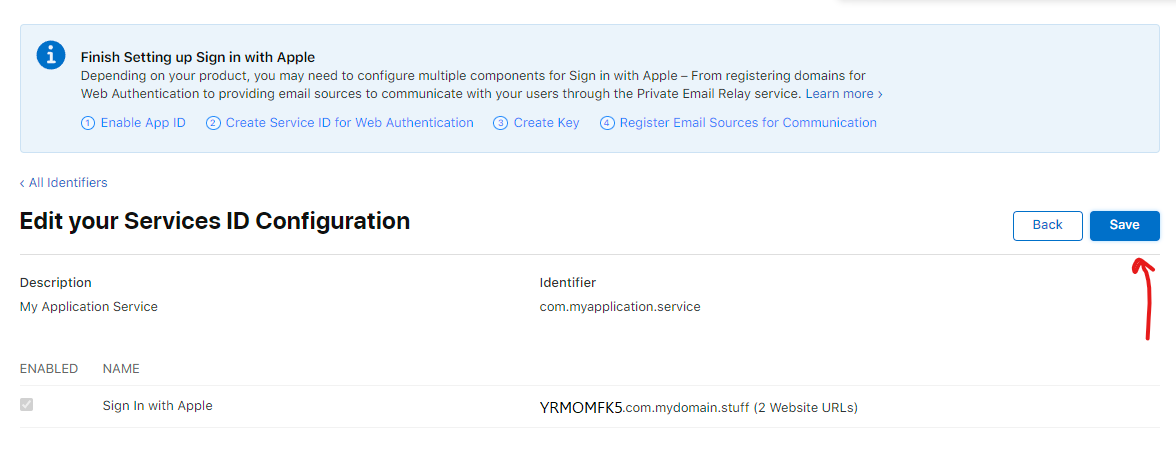 Finish Setting up Sign in with Apple
Depending on your product, you may need to configure multiple components for Sign in with Apple – From registering domains for
Web Authentication to providing email sources to communicate with your users through the Private Email Relay service. Learn more ›
1 Enable App ID 2 Create Service ID for Web Authentication 3 Create Key 4 Register Email Sources for Communication
‹ All Identifiers
Edit your Services ID Configuration
Back Save
Description Identifier
My Application Service com.myapplication.service
ENABLED NAME
Sign In with Apple YRMOMFK5.com.mydomain.stuff (2 Website URLs)